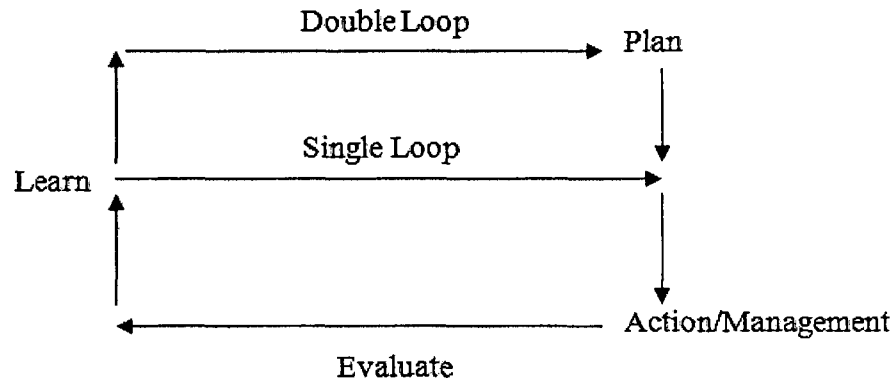 Double Loop
Plan
Single Loop
Learn
Action/Management
Evaluate